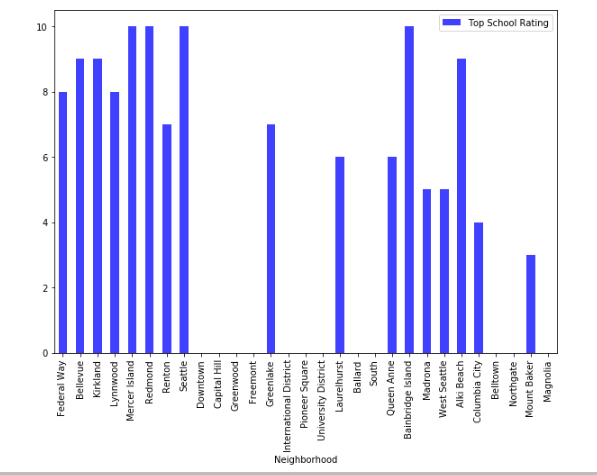 Top School Rating
10
8
6
4
2
0
Federal Way
Bellevue
Kirkland
Lynnwood
Mercer Island
Redmond
Renton
Seattle
Downtown
Capital Hill
Greenwood
Freemont
Greenlake
International District
Pioneer Square
University District
Laurelhurst
Ballard
South
Queen Anne
Bainbridge Island
Madrona
West Seattle
Alki Beach
Columbia City
Belltown
Northgate
Mount Baker
Magnolia
Neighborhood